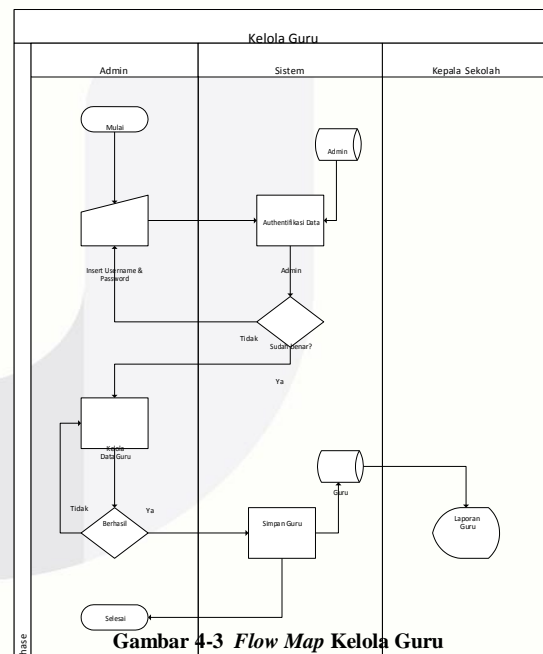 Kelola Guru
Admin
Sistem
Kepala Sekolah
Mulai
Admin
Authentifikasi Data
Insert Username &
Password
Admin
Sudah benar?
Tidak
Ya
Kelola
Data Guru
Guru
Tidak
Ya
Berhasil
Simpan Guru
Laporan
Guru
Selesai
hase
Gambar 4-3 Flow Map Kelola Guru